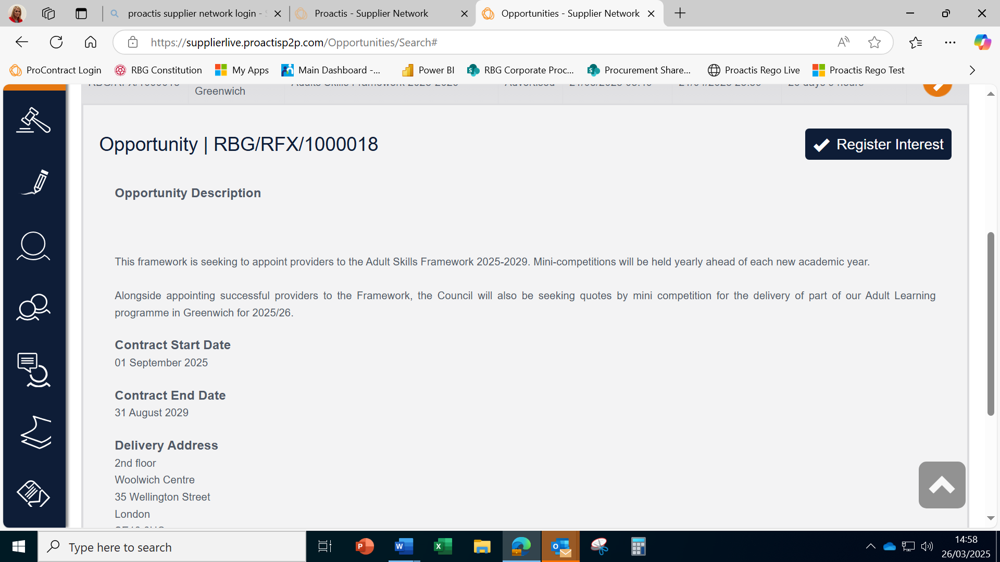 proactis supplier network login -
Proactis - Supplier Network
Opportunities - Supplier Network
https://supplierlive.proactisp2p.com/Opportunities/Search#
ProContract Login
RBG Constitution
My Apps
Main Dashboard -...
Power BI
RBG Corporate Proc...
Procurement Share...
Proactis Rego Live
Proactis Rego Test
Greenwich
Opportunity | RBG/RFX/1000018
Register Interest
Opportunity Description
This framework is seeking to appoint providers to the Adult Skills Framework 2025-2029. Mini-competitions will be held yearly ahead of each new academic year.
Alongside appointing successful providers to the Framework, the Council will also be seeking quotes by mini competition for the delivery of part of our Adult Learning
programme in Greenwich for 2025/26.
Contract Start Date
01 September 2025
Contract End Date
31 August 2029
Delivery Address
2nd floor
Woolwich Centre
35 Wellington Street
London
Type here to search
14:58
26/03/2025